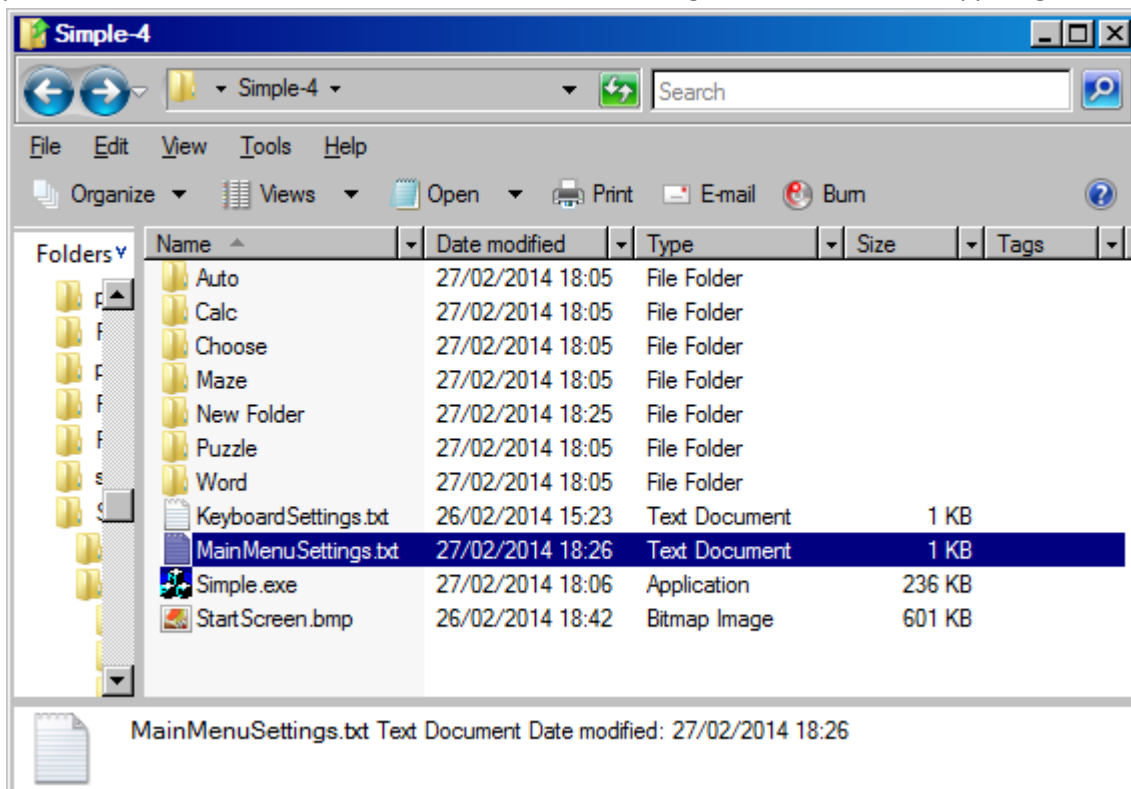 Simple-4
Simple-4
Search
File Edit View Tools Help
Organize Views Open Print E-mail Burn
Folders
Name Date modified Type Size Tags
Auto 27/02/2014 18:05 File Folder
Calc 27/02/2014 18:05 File Folder
Choose 27/02/2014 18:05 File Folder
Maze 27/02/2014 18:05 File Folder
New Folder 27/02/2014 18:25 File Folder
Puzzle 27/02/2014 18:05 File Folder
Word 27/02/2014 18:05 File Folder
KeyboardSettings.txt 26/02/2014 15:23 Text Document 1 KB
MainMenuSettings.txt 27/02/2014 18:26 Text Document 1 KB
Simple.exe 27/02/2014 18:06 Application 236 KB
StartScreen.bmp 26/02/2014 18:42 Bitmap Image 601 KB
MainMenuSettings.txt Text Document Date modified: 27/02/2014 18:26